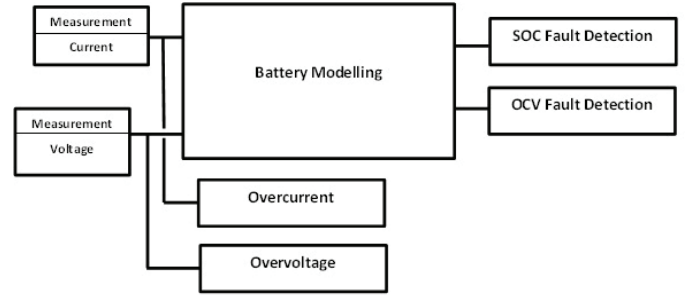 Measurement
Current
Battery Modelling
SOC Fault Detection
OCV Fault Detection
Measurement
Voltage
Overcurrent
Overvoltage